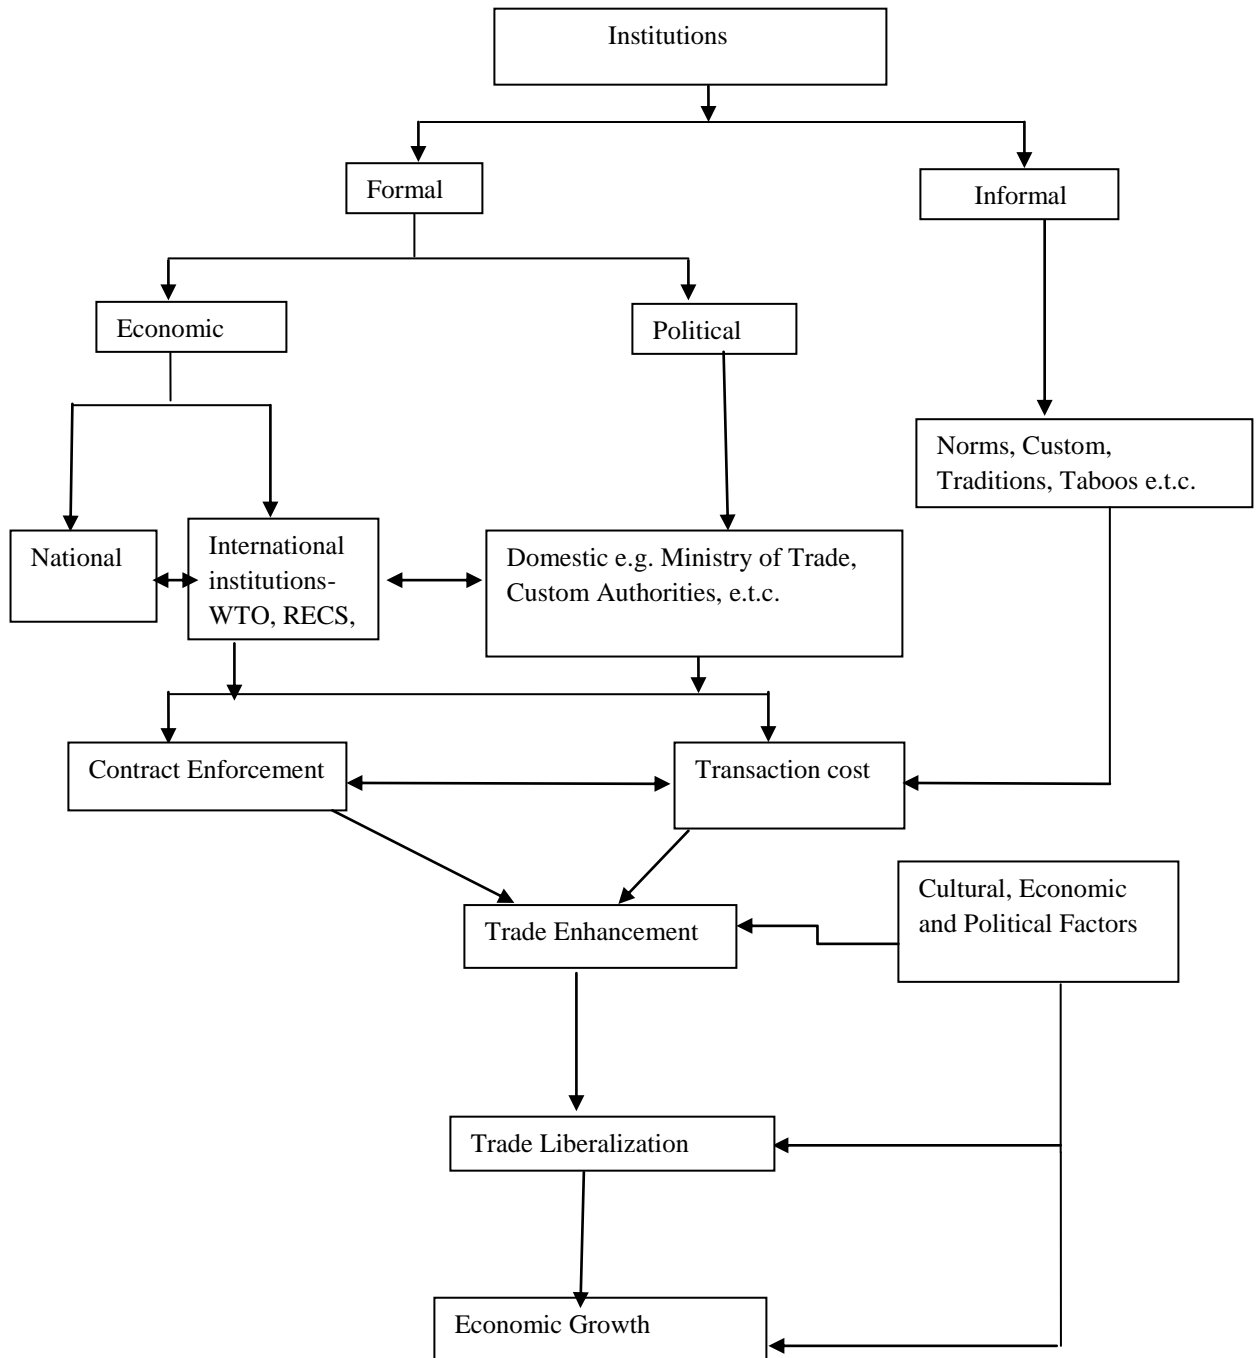 Institutions
Formal
Informal
Economic
Political
Norms, Custom,
Traditions, Taboos e.t.c.
National
International
institutions-
WTO, RECS,
Domestic e.g. Ministry of Trade,
Custom Authorities, e.t.c.
Contract Enforcement
Transaction cost
Cultural, Economic
and Political Factors
Trade Enhancement
Trade Liberalization
Economic Growth